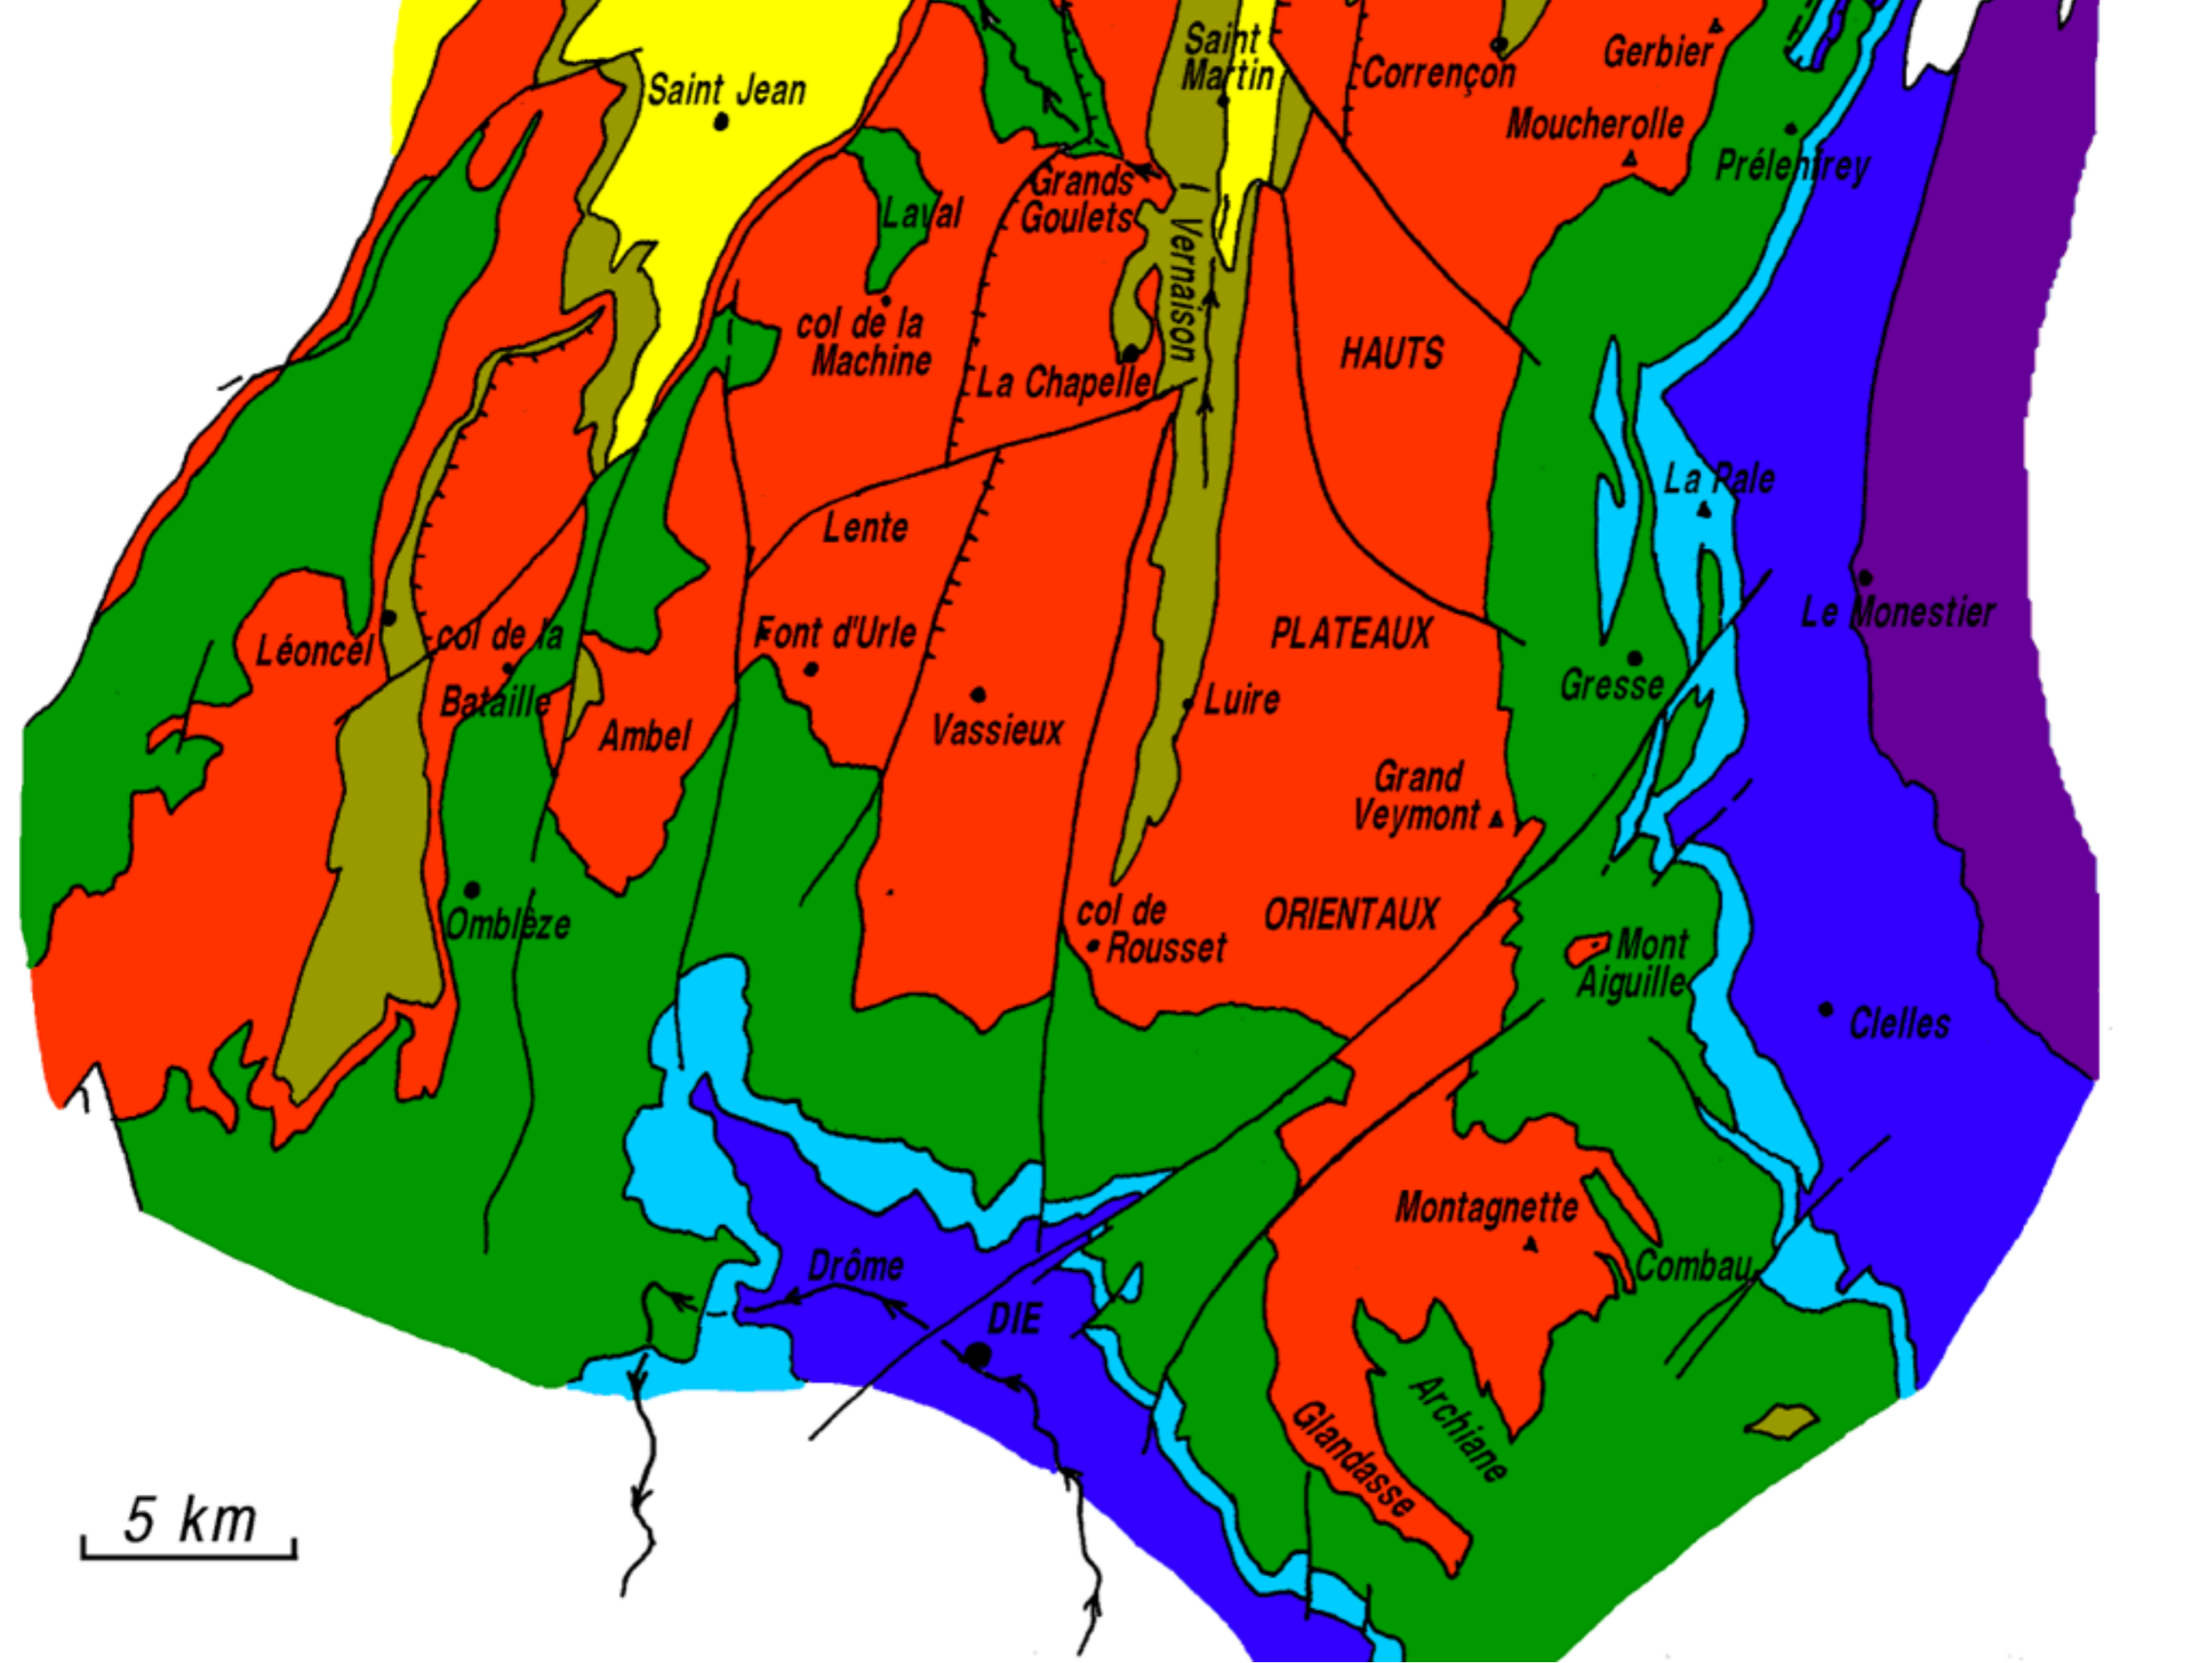 Saint
Martin
Corrençon
Gerbier
Saint Jean
Moucherolle
Prélenfrey
Grands
Goulets
Laval
Vernaison
col de la
Machine
La Chapelle
HAUTS
La Pale
Lente
Le Monestier
Léoncel
col de la
Bataille
Font d'Urle
PLATEAUX
Gresse
Ambel
Vassieux
Luire
Grand
Veymont
Omblèze
col de
Rousset
ORIENTAUX
Mont
Aiguille
Clelles
Montagnette
Combau
Drôme
DIE
Archiane
Glandasse
5 km